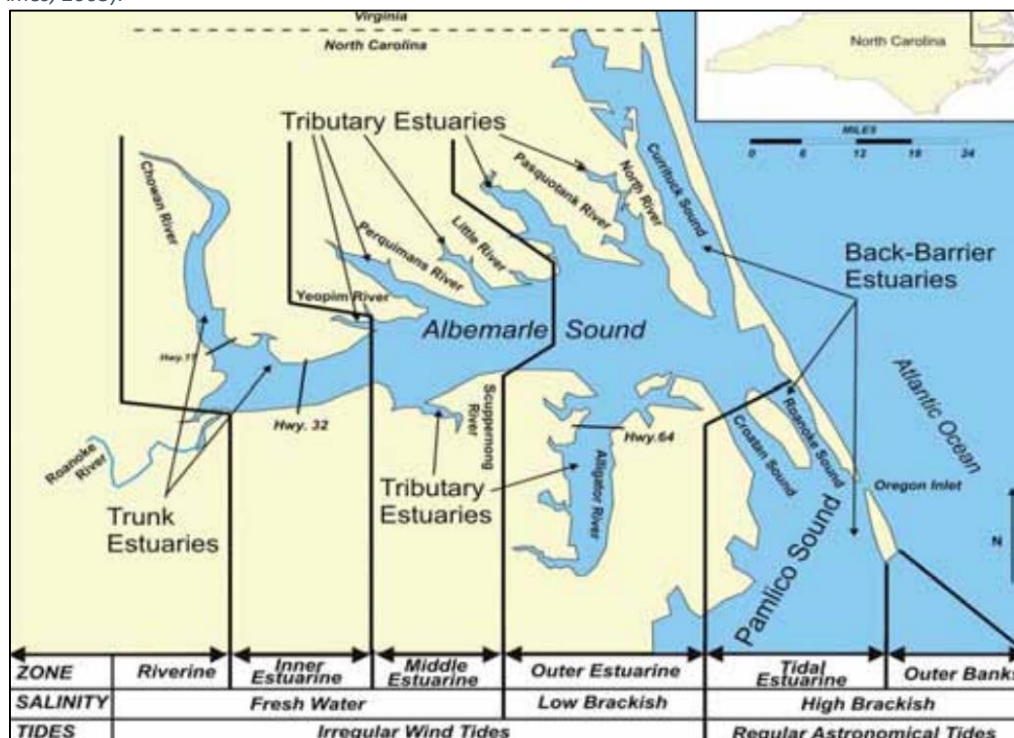 Virginia
North Carolina
North Carolina
MILES
0 6 12 18 24
Tributary Estuaries
Chowan River
Pasquotank River
North River
Currituck Sound
Little River
Perquimans River
Yeopim River
Back-Barrier
Estuaries
Albemarle Sound
Atlantic Ocean
Hwy. 32
Scuppernong
River
Hwy.64
Roanoke
River
Croatan Sound
Roanoke Sound
Oregon Inlet
Trunk
Estuaries
Tributary
Estuaries
Alligator River
Pamlico Sound
N
ZONE Riverine Inner Estuarine Middle Estuarine Outer Estuarine Tidal Estuarine Outer Banks
SALINITY Fresh Water Low Brackish High Brackish
TIDES Irregular Wind Tides Regular Astronomical Tides